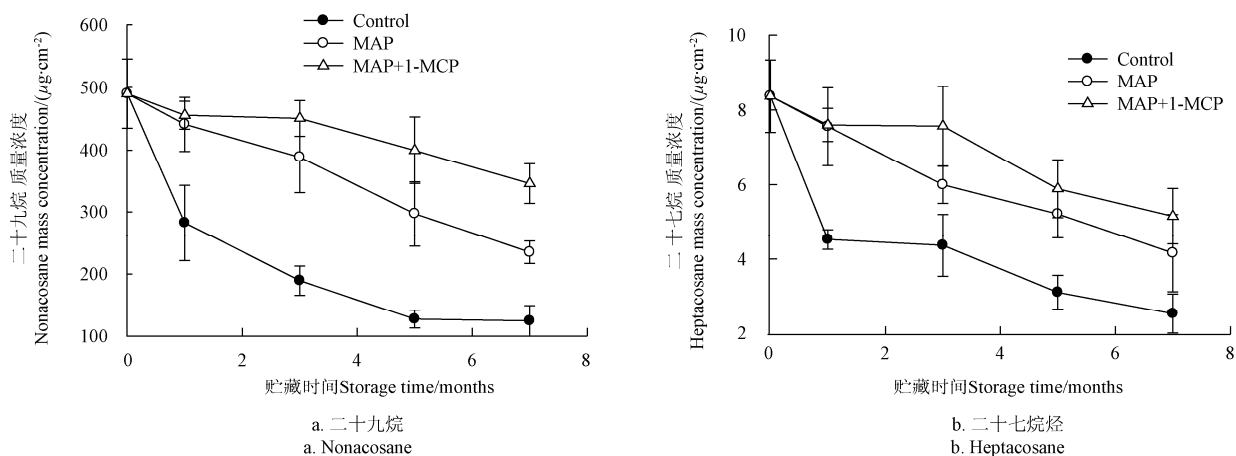 二十九烷 质量浓度
Nonacosane mass concentration/(μg·cm⁻²)
600
500
400
300
200
100
0
2
4
6
8
Control
MAP
MAP+1-MCP
贮藏时间Storage time/months
a. 二十九烷
a. Nonacosane
二十七烷 质量浓度
Heptacosane mass concentration/(μg·cm⁻²)
10
8
6
4
2
0
2
4
6
8
Control
MAP
MAP+1-MCP
贮藏时间Storage time/months
b. 二十七烷烃
b. Heptacosane